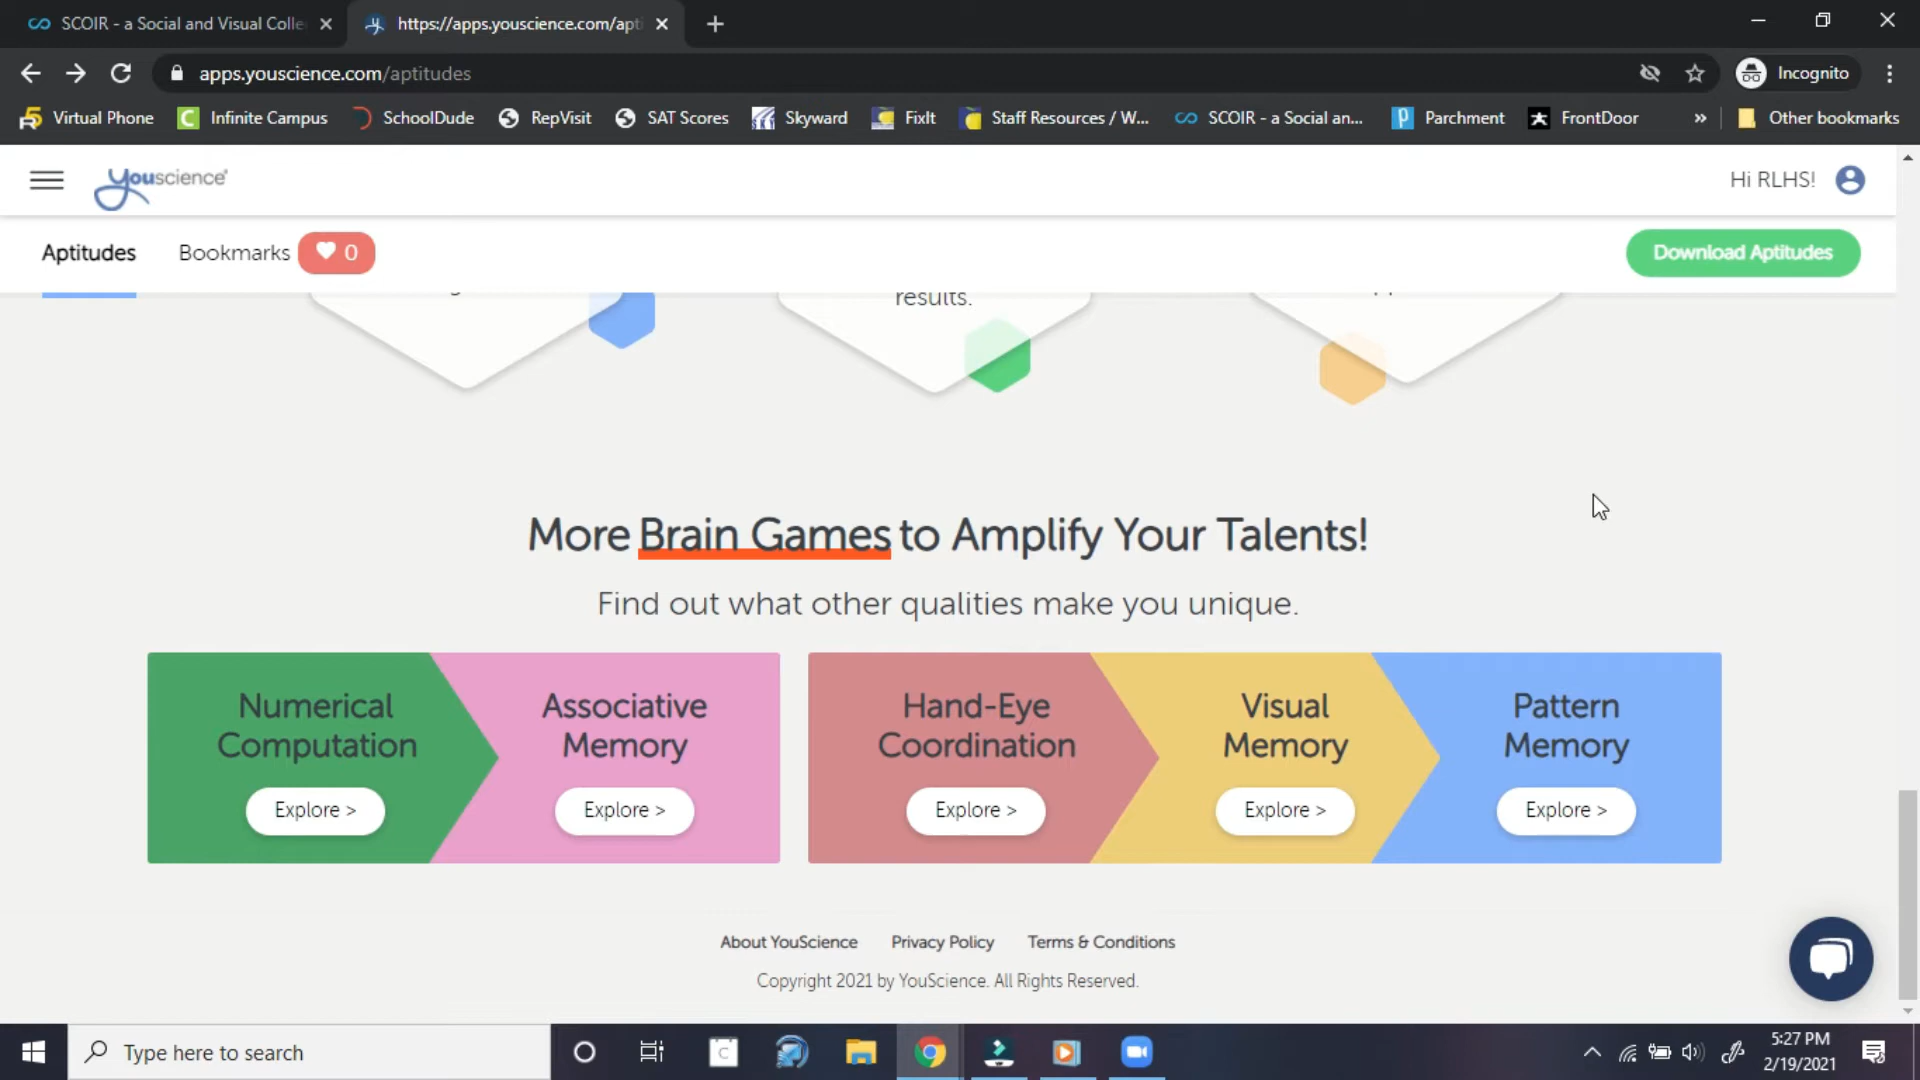 SCOIR - a Social and Visual Colle
https://apps.youscience.com/apti
apps.youscience.com/aptitudes
Incognito
Virtual Phone
Infinite Campus
SchoolDude
RepVisit
SAT Scores
Skyward
FixIt
Staff Resources / W...
SCOIR - a Social an...
Parchment
FrontDoor
»
Other bookmarks
youscience
Hi RLHS!
Aptitudes
Bookmarks
0
Download Aptitudes
results.
More Brain Games to Amplify Your Talents!
Find out what other qualities make you unique.
Numerical
Computation
Explore >
Associative
Memory
Explore >
Hand-Eye
Coordination
Explore >
Visual
Memory
Explore >
Pattern
Memory
Explore >
About YouScience
Privacy Policy
Terms & Conditions
Copyright 2021 by YouScience. All Rights Reserved.
Type here to search
5:27 PM
2/19/2021